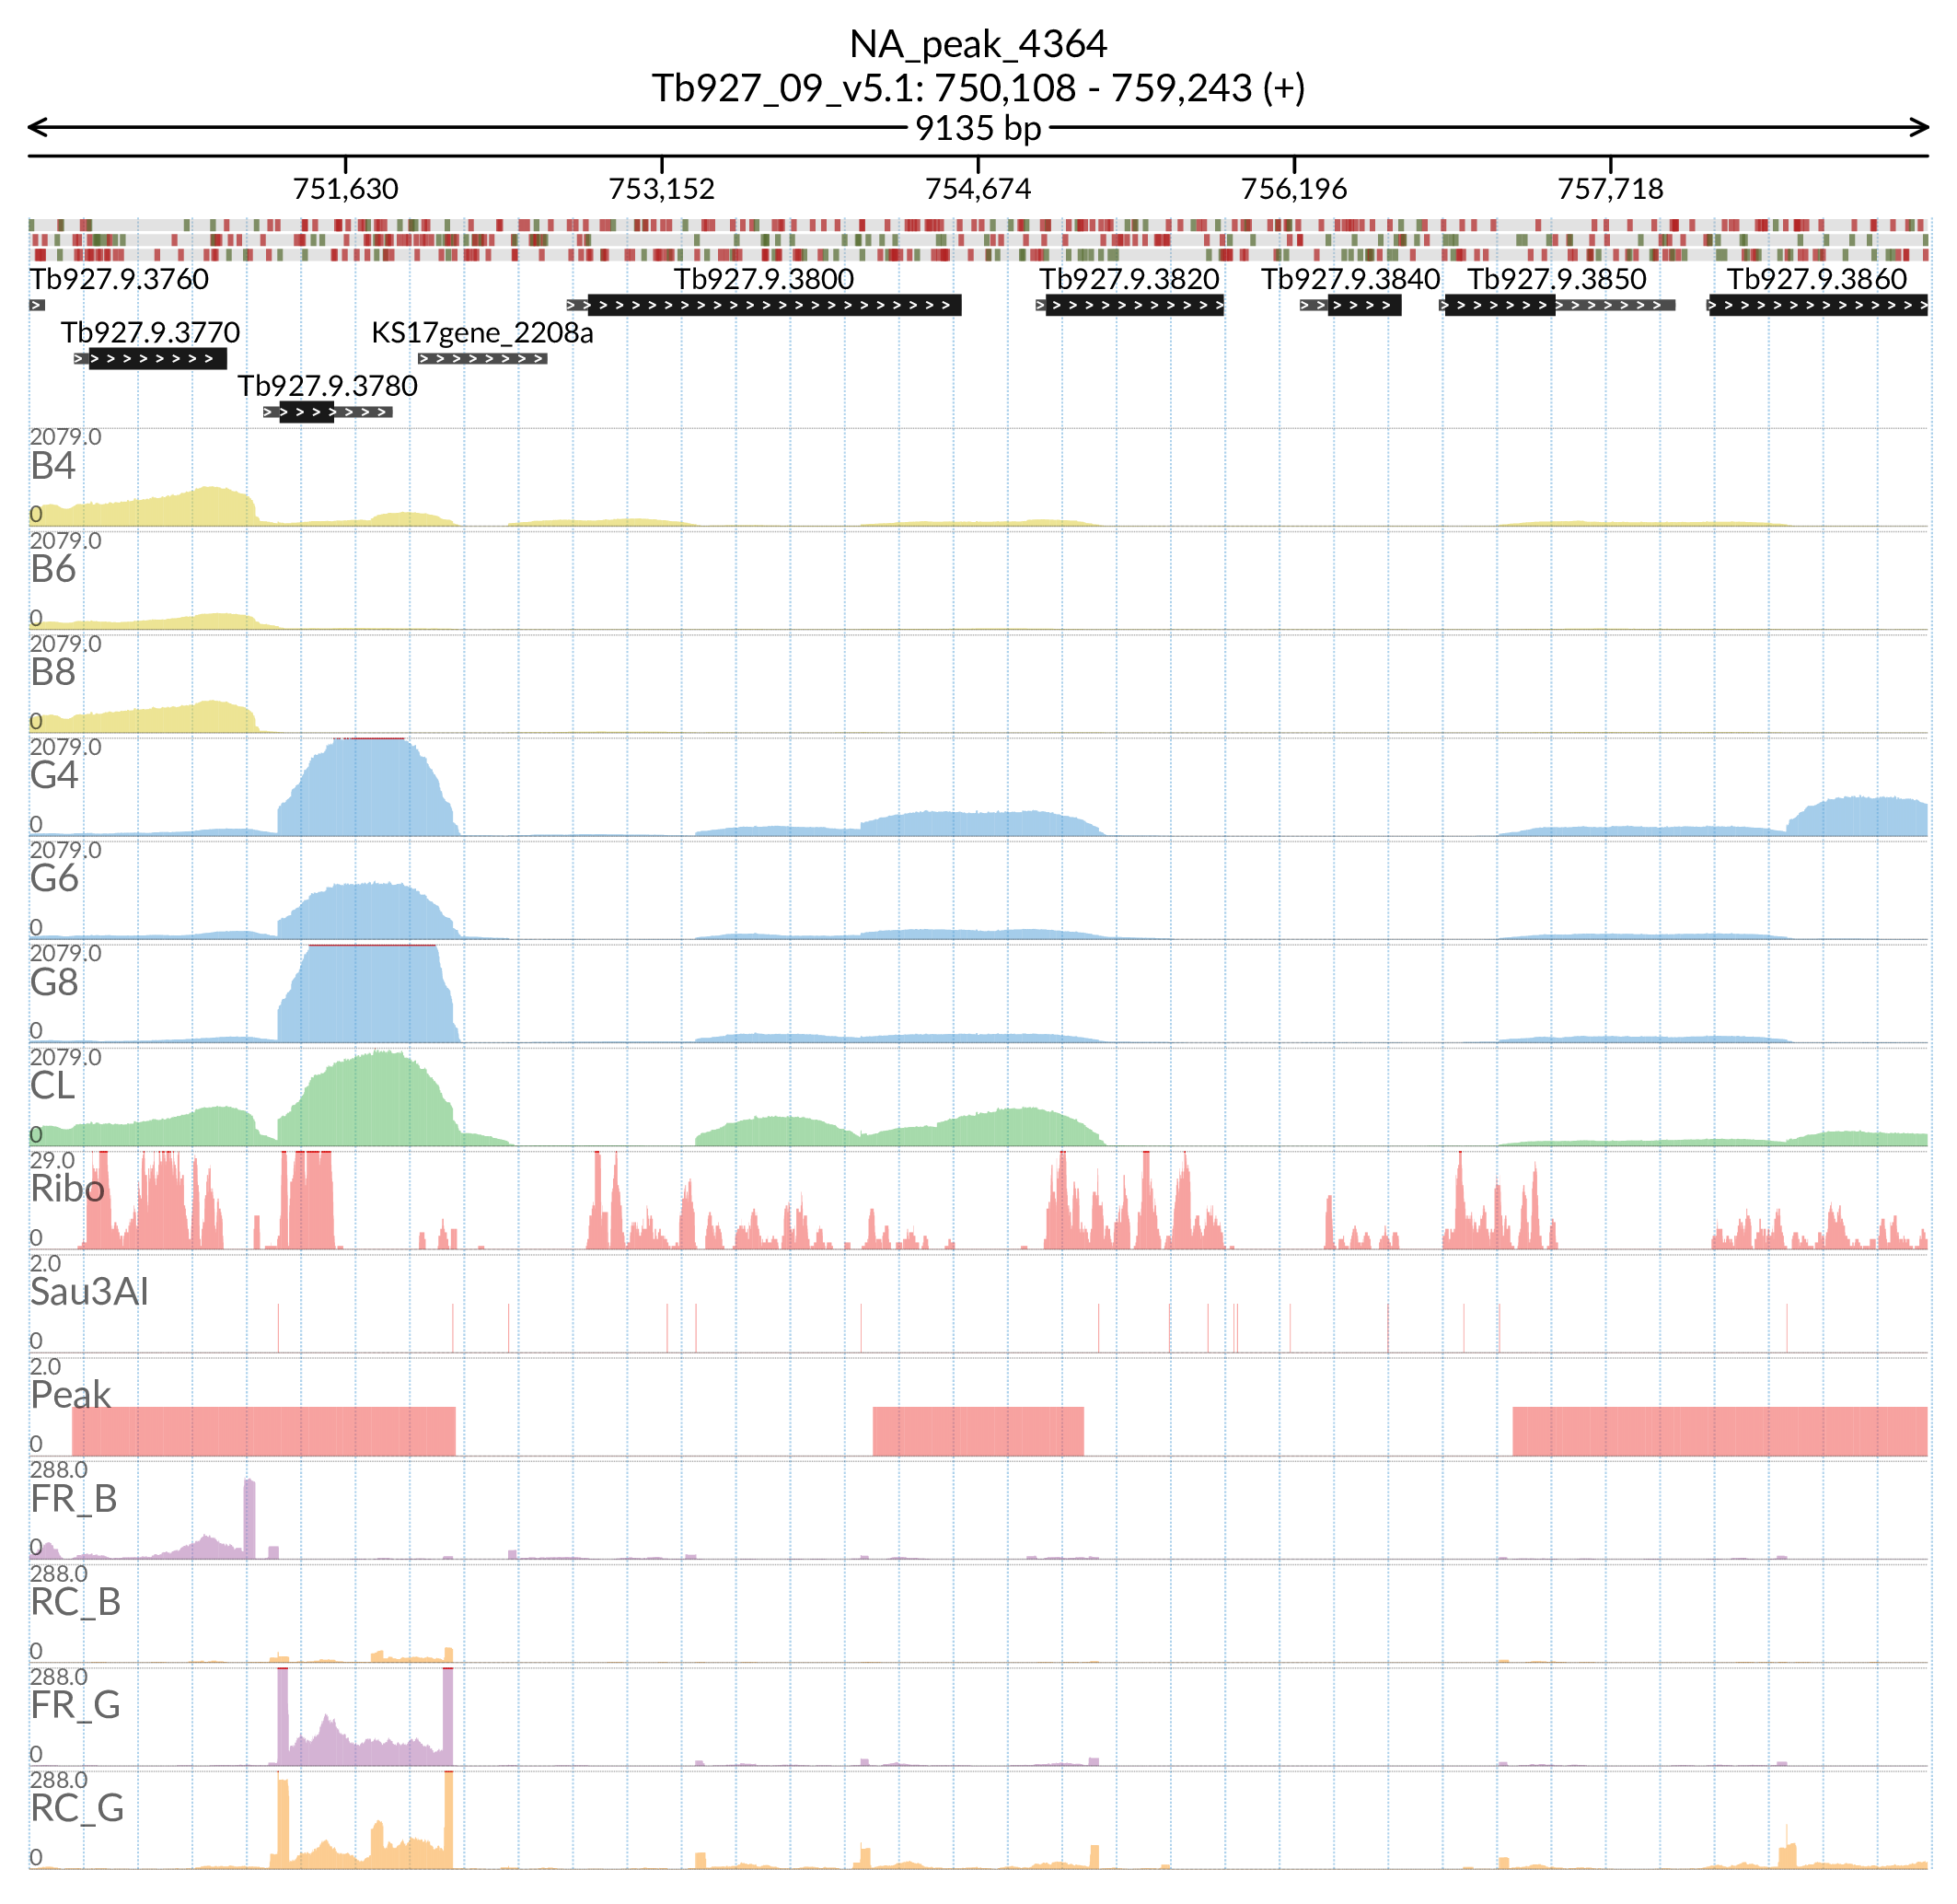 NA_peak_4364
Tb927_09_v5.1: 750,108 - 759,243 (+)
9135 bp
751,630 753,152 754,674 756,196 757,718
Tb927.9.3760 Tb927.9.3800 Tb927.9.3820 Tb927.9.3840 Tb927.9.3850 Tb927.9.3860
Tb927.9.3770 KS17gene_2208a
Tb927.9.3780
2079.0
B4
0
2079.0
B6
0
2079.0
B8
0
2079.0
G4
0
2079.0
G6
0
2079.0
G8
0
2079.0
CL
0
29.0
Ribo
0
2.0
Sau3AI
0
2.0
Peak
0
288.0
FR_B
0
288.0
RC_B
0
288.0
FR_G
0
288.0
RC_G
0